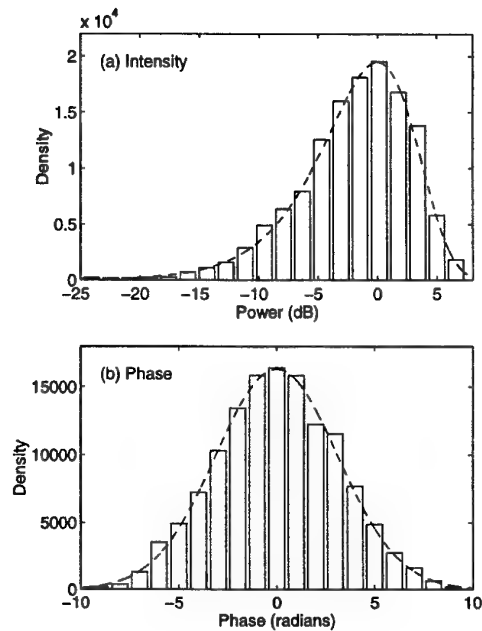 x 10⁴
(a) Intensity
2
1.5
1
0.5
0
Density
-25 -20 -15 -10 -5 0 5
Power (dB)
(b) Phase
15000
10000
5000
0
Density
-10 -5 0 5 10
Phase (radians)